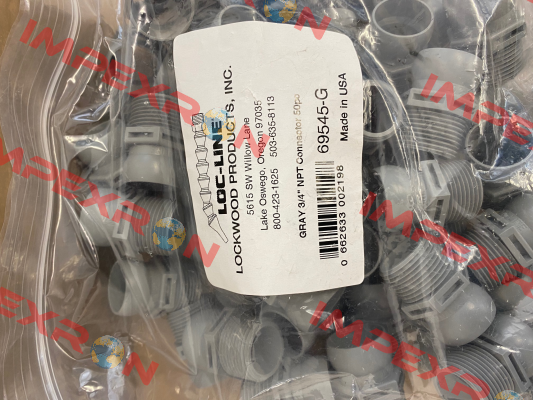 LOC-LINE
LOCKWOOD PRODUCTS, INC.
5615 SW Willow Lane
Lake Oswego, Oregon 97035
800-423-1625 503-635-8113
GRAY 3/4" NPT Connector 50pc
0 662633 002198
69545-G
Made in USA
IMPEXRON
IMPEXRON
IMPEXRON
IMPEXRON